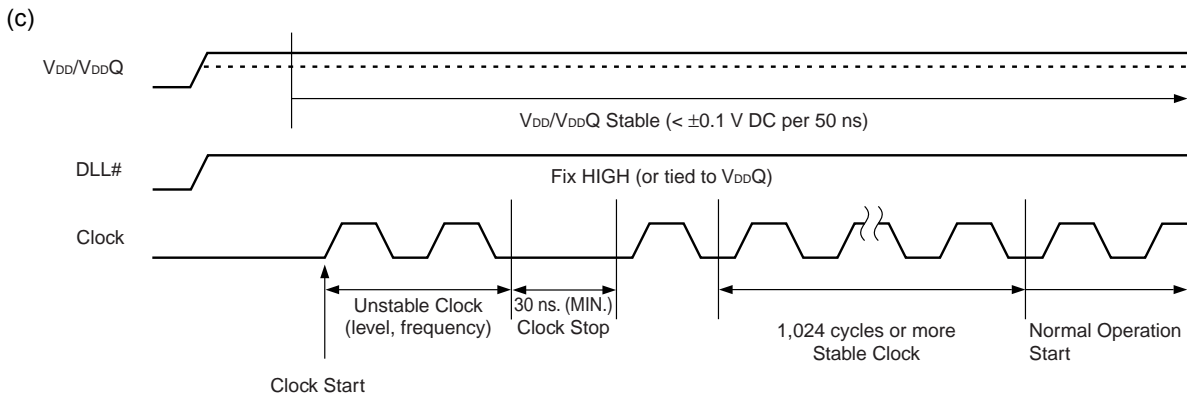 (c)
VDD/VDDQ
VDD/VDDQ Stable (< ±0.1 V DC per 50 ns)
DLL#
Fix HIGH (or tied to VDDQ)
Clock
Unstable Clock
(level, frequency)
30 ns. (MIN.)
Clock Stop
1,024 cycles or more
Stable Clock
Normal Operation
Start
Clock Start